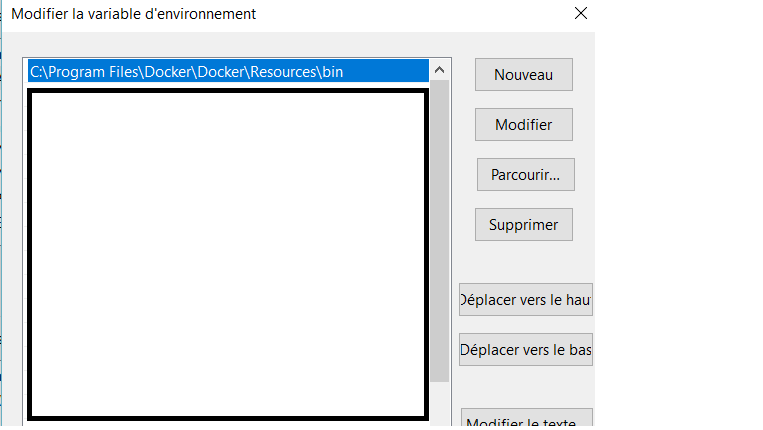 Modifier la variable d'environnement
C:\Program Files\Docker\Docker\Resources\bin
Nouveau
Modifier
Parcourir...
Supprimer
Déplacer vers le hau
Déplacer vers le bas
Modifier le texte...